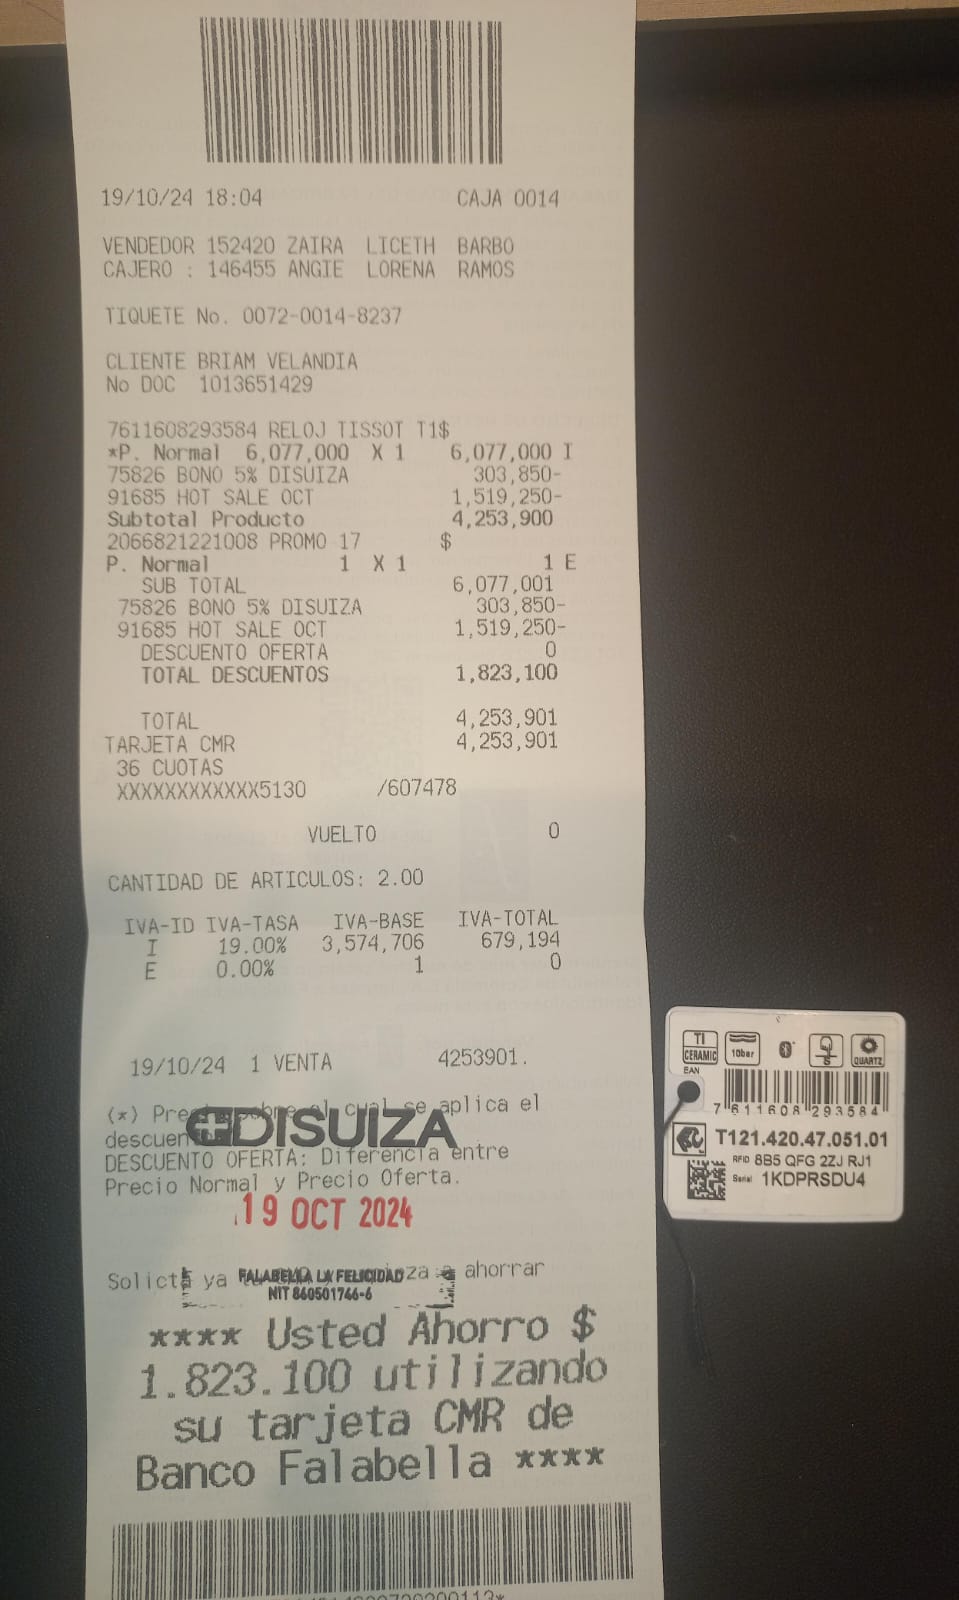 19/10/24 18:04 CAJA 0014
VENDEDOR 152420 ZAIRA LICETH BARBO
CAJERO : 146455 ANGIE LORENA RAMOS
TIQUETE No. 0072-0014-8237
CLIENTE BRIAM VELANDIA
No DOC 1013651429
7611608293584 RELOJ TISSOT T1$
*P. Normal 6,077,000 X 1 6,077,000 I
75826 BONO 5% DISUIZA 303,850-
91685 HOT SALE OCT 1,519,250-
Subtotal Producto 4,253,900
2066821221008 PROMO 17 $
P. Normal 1 X 1 1 E
SUB TOTAL 6,077,001
75826 BONO 5% DISUIZA 303,850-
91685 HOT SALE OCT 1,519,250-
DESCUENTO OFERTA 0
TOTAL DESCUENTOS 1,823,100
TOTAL 4,253,901
TARJETA CMR 4,253,901
36 CUOTAS
XXXXXXXXXXXX5130 /607478
VUELTO 0
CANTIDAD DE ARTICULOS: 2.00
IVA-ID IVA-TASA IVA-BASE IVA-TOTAL
I 19.00% 3,574,706 679,194
E 0.00% 1 0
19/10/24 1 VENTA 4253901.
(*) el cual se aplica el
DISUIZA
DESCUENTO OFERTA: Diferencia entre
Precio Normal y Precio Oferta.
19 OCT 2024
ya ahorrar
FALABELLA LA FELICIDAD
NIT 860501746-6
**** Usted Ahorro $
1.823.100 utilizando
su tarjeta CMR de
Banco Falabella ****
TI
CERAMIC
10bar
QUARTZ
EAN
7 611608 293584
T121.420.47.051.01
RFID 8B5 QFG 2ZJ RJ1
Serial 1KDPRSDU4